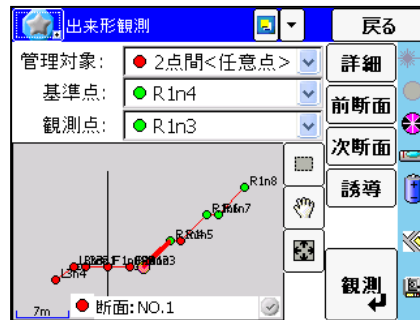 出来形観測
戻る
管理対象: 2点間<任意点>
詳細
基準点: R1n4
前断面
観測点: R1n3
次断面
誘導
R1n8
L3n4
7m
断面:NO.1
観測